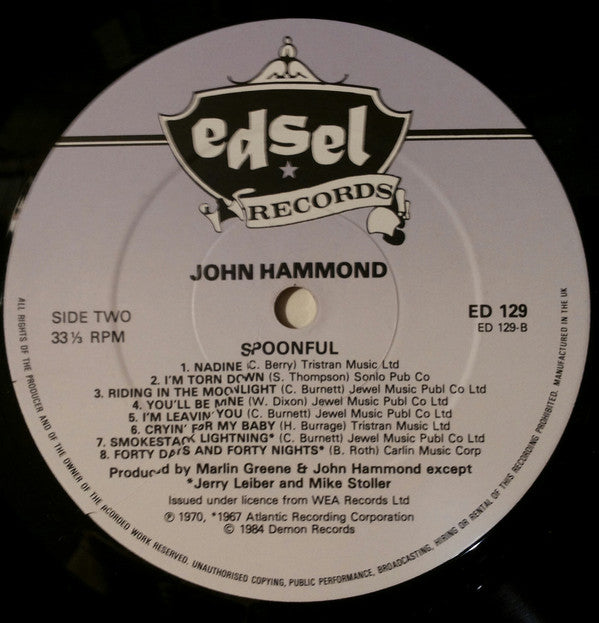 edsel
RECORDS
JOHN HAMMOND
SIDE TWO
33⅓ RPM
ED 129
ED 129-B
SPOONFUL
1. NADINE (C. Berry) Tristran Music Ltd
2. I'M TORN DOWN (S. Thompson) Sonlo Pub Co
3. RIDING IN THE MOONLIGHT (C. Burnett) Jewel Music Publ Co Ltd
4. YOU'LL BE MINE (W. Dixon) Jewel Music Publ Co Ltd
5. I'M LEAVIN' YOU (C. Burnett) Jewel Music Publ Co Ltd
6. CRYIN' FOR MY BABY (H. Burrage) Tristan Music Ltd
7. SMOKESTACK LIGHTNING* (C. Burnett) Jewel Music Publ Co Ltd
8. FORTY DAYS AND FORTY NIGHTS* (B. Roth) Carlin Music Corp
Produced by Marlin Greene & John Hammond except
*Jerry Leiber and Mike Stoller
Issued under licence from WEA Records Ltd
℗ 1970, *1967 Atlantic Recording Corporation
© 1984 Demon Records
ALL RIGHTS OF THE PRODUCER AND OF THE OWNER OF THE RECORDED WORK RESERVED. UNAUTHORISED COPYING, PUBLIC PERFORMANCE, BROADCASTING, HIRING OR RENTAL OF THIS RECORDING PROHIBITED. MANUFACTURED IN THE UK